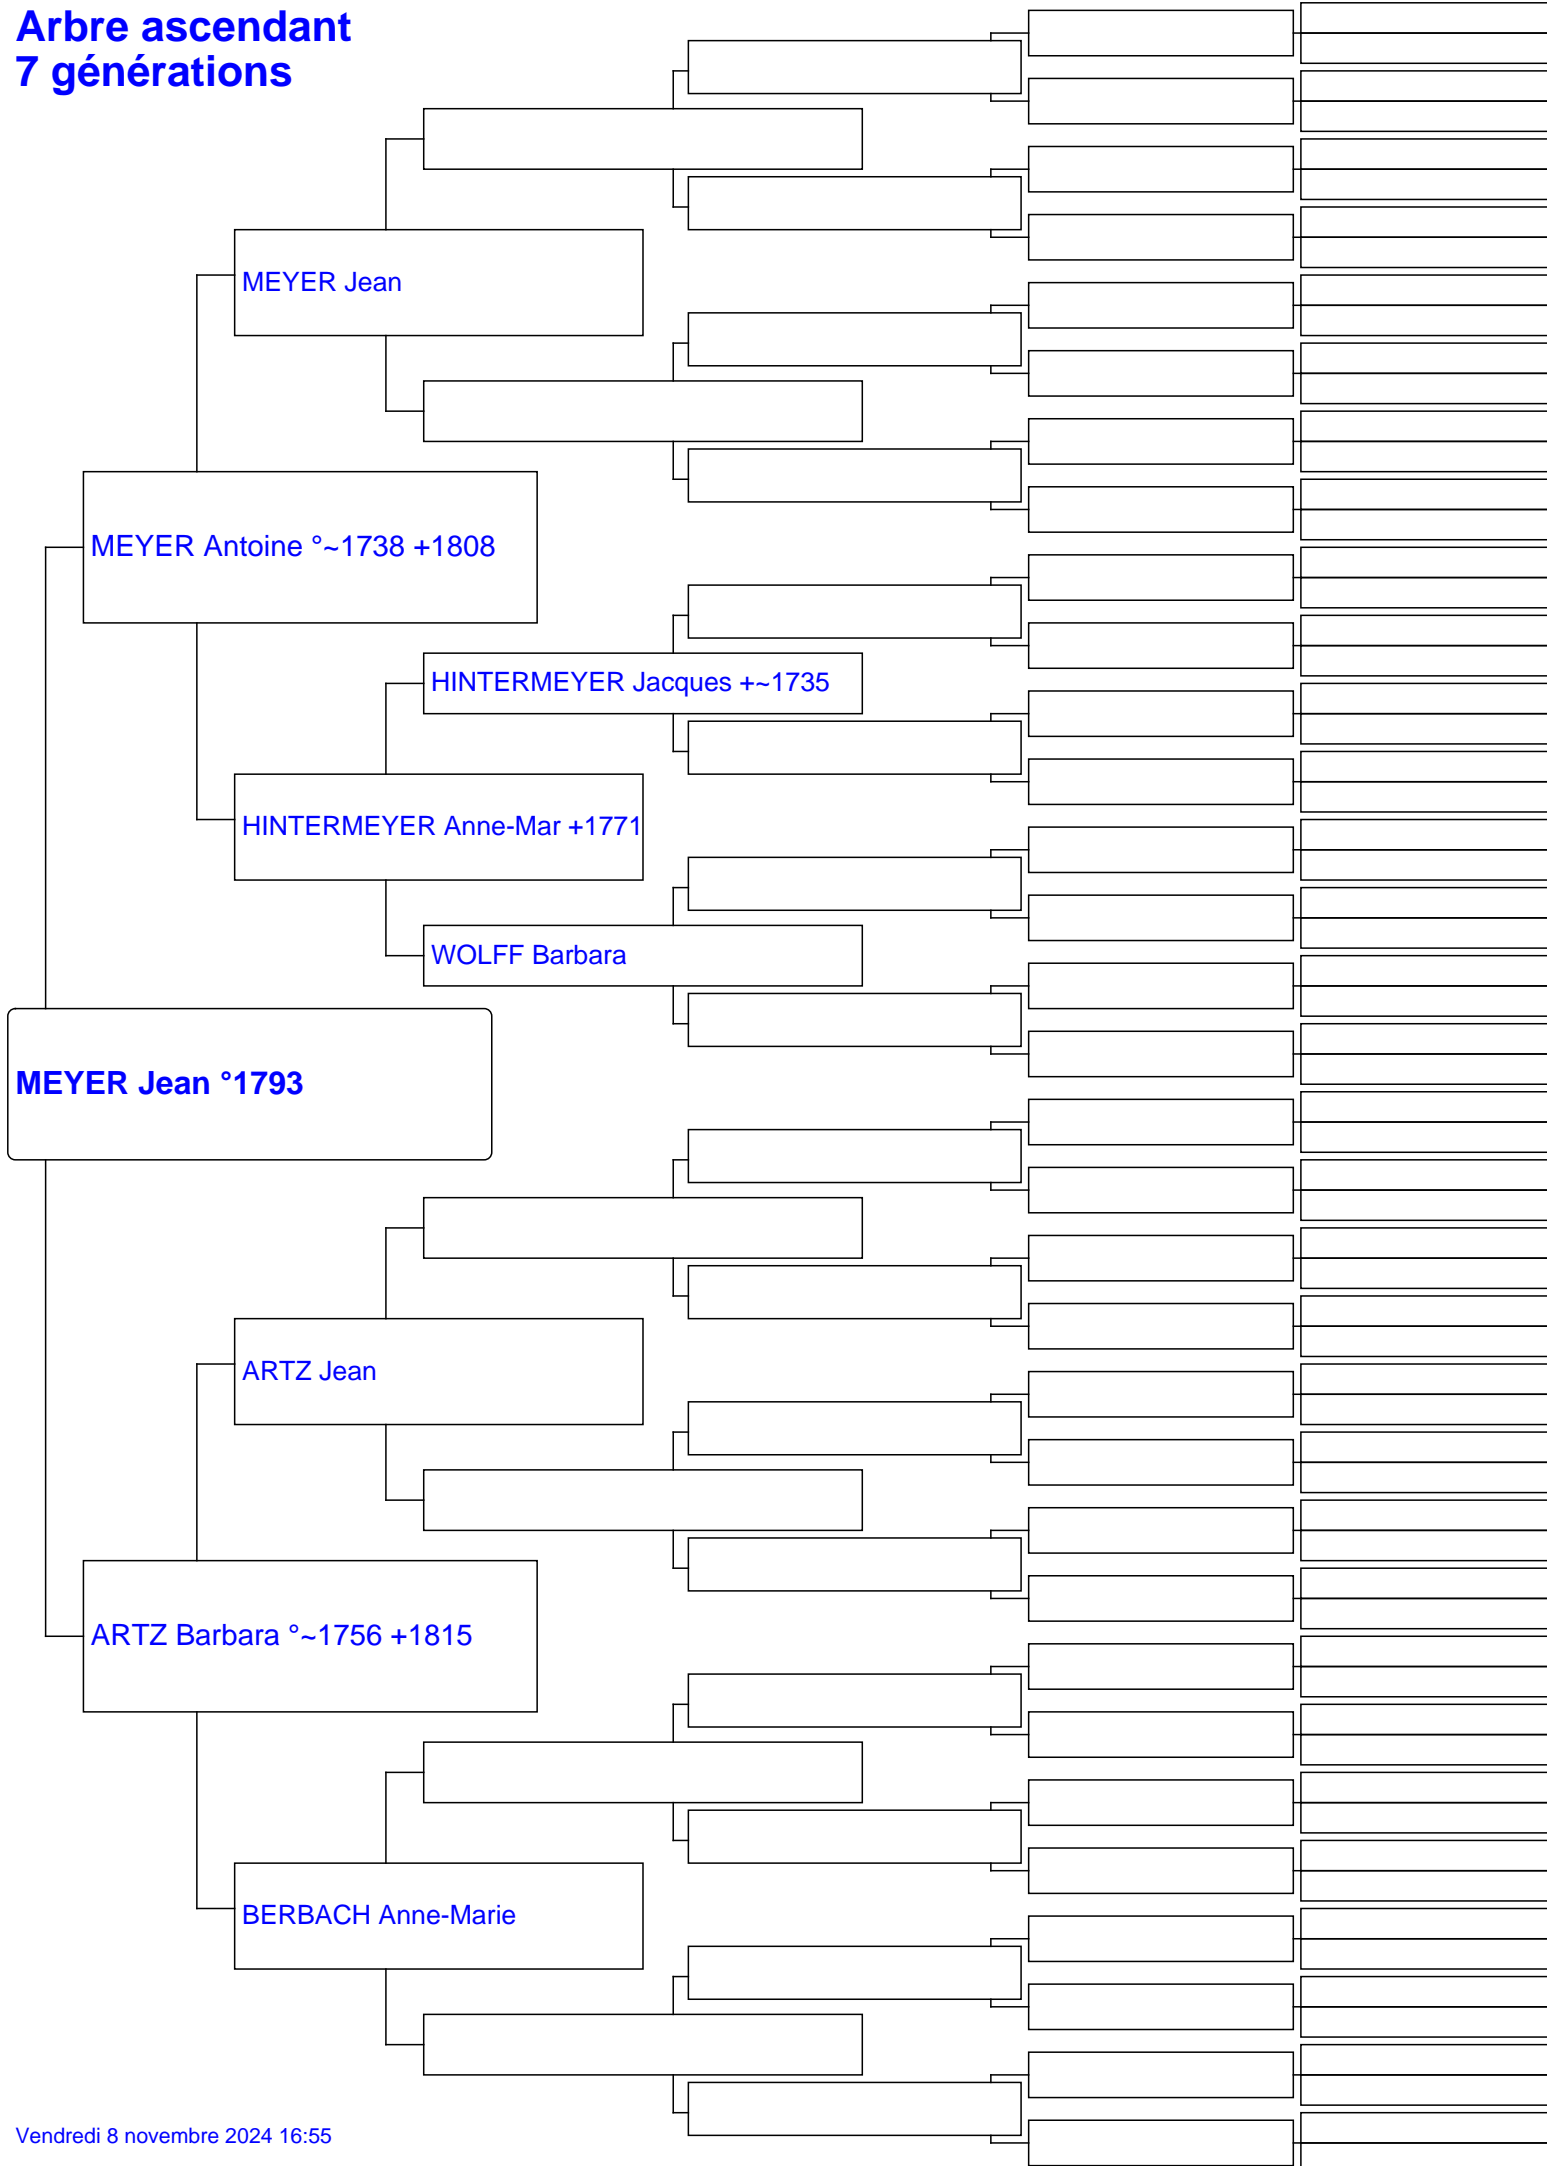 Arbre ascendant
7 générations
MEYER Jean
MEYER Antoine °~1738 +1808
HINTERMEYER Jacques +~1735
HINTERMEYER Anne-Mar +1771
WOLFF Barbara
MEYER Jean °1793
ARTZ Jean
ARTZ Barbara °~1756 +1815
BERBACH Anne-Marie
Vendredi 8 novembre 2024 16:55